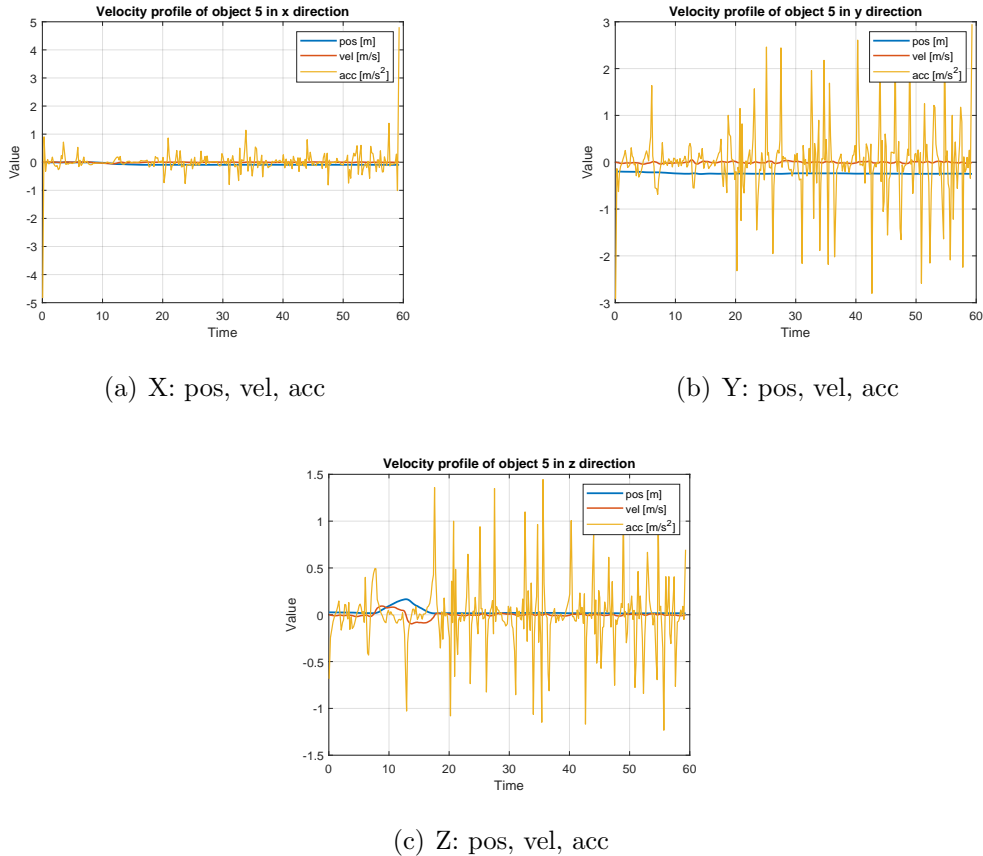 Velocity profile of object 5 in x direction
5
4
3
2
1
0
-1
-2
-3
-4
-5
Value
0 10 20 30 40 50 60
Time
pos [m]
vel [m/s]
acc [m/s²]
(a) X: pos, vel, acc
Velocity profile of object 5 in y direction
3
2
1
0
-1
-2
-3
Value
0 10 20 30 40 50 60
Time
pos [m]
vel [m/s]
acc [m/s²]
(b) Y: pos, vel, acc
Velocity profile of object 5 in z direction
1.5
1
0.5
0
-0.5
-1
-1.5
Value
0 10 20 30 40 50 60
Time
pos [m]
vel [m/s]
acc [m/s²]
(c) Z: pos, vel, acc